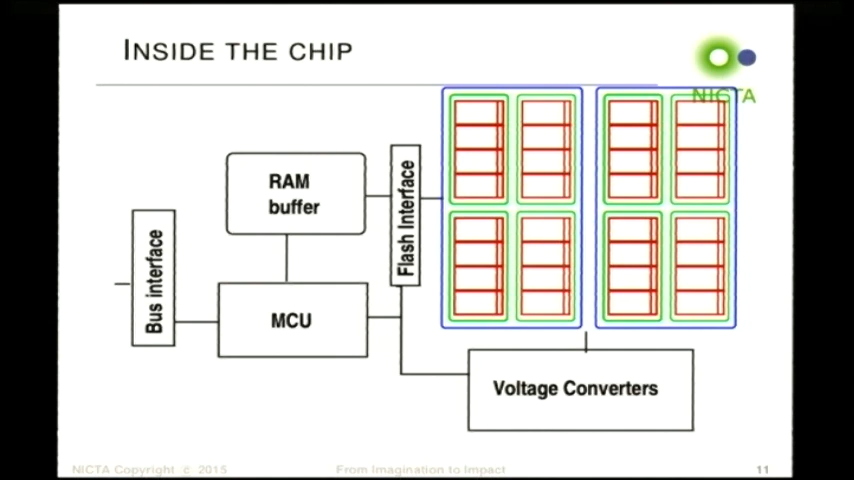 INSIDE THE CHIP
NICTA
RAM
buffer
Flash Interface
Bus interface
MCU
Voltage Converters
NICTA Copyright © 2015
From Imagination to Impact
11